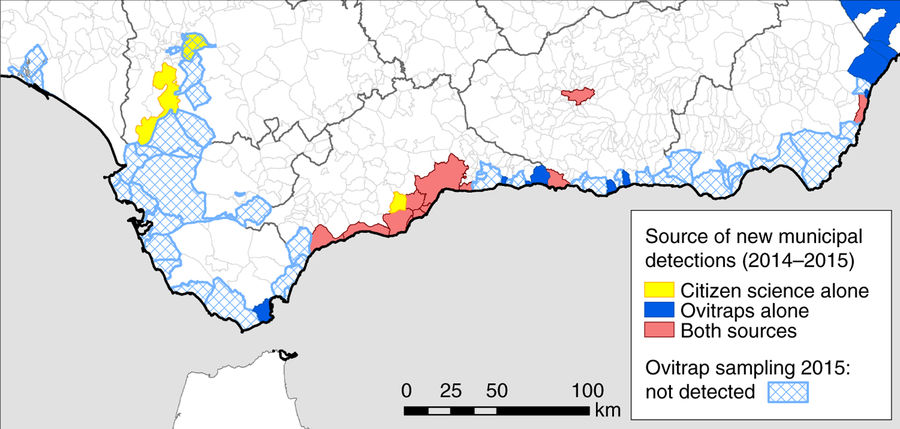 Source of new municipal
detections (2014–2015)
Citizen science alone
Ovitraps alone
Both sources
Ovitrap sampling 2015:
not detected
0 25 50 100
km